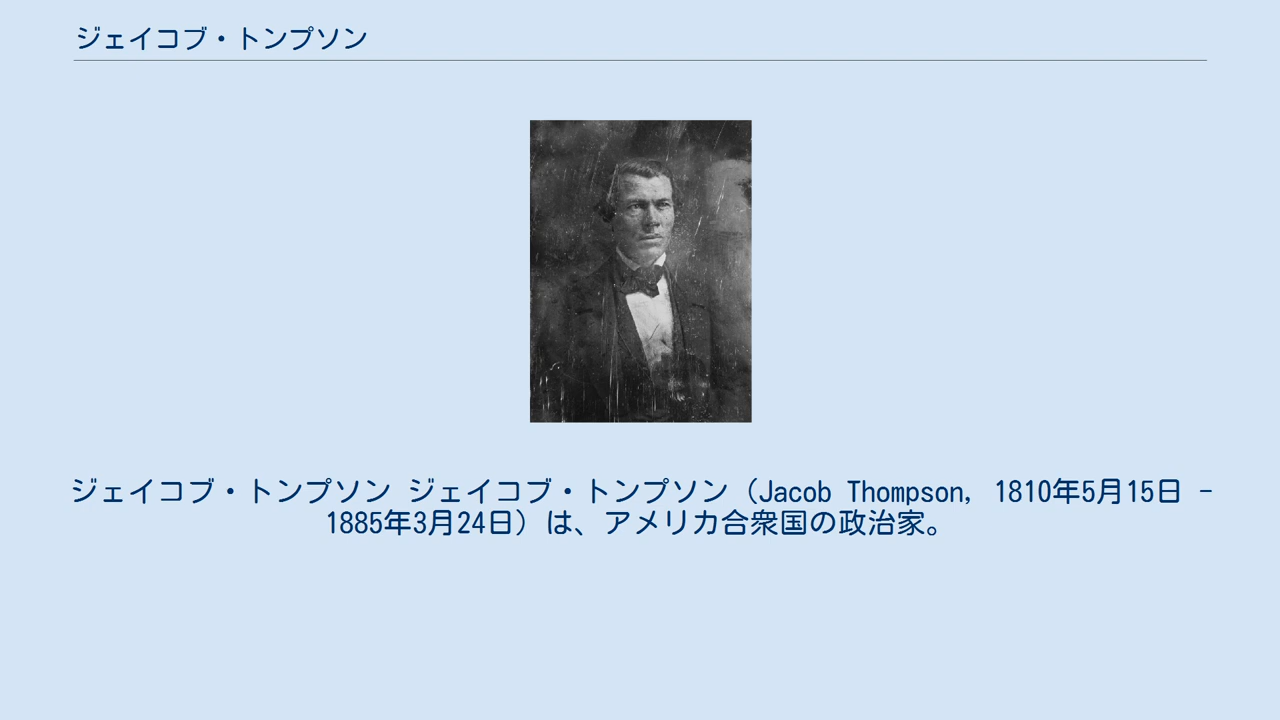 ジェイコブ・トンプソン
ジェイコブ・トンプソン ジェイコブ・トンプソン（Jacob Thompson, 1810年5月15日 -
1885年3月24日）は、アメリカ合衆国の政治家。